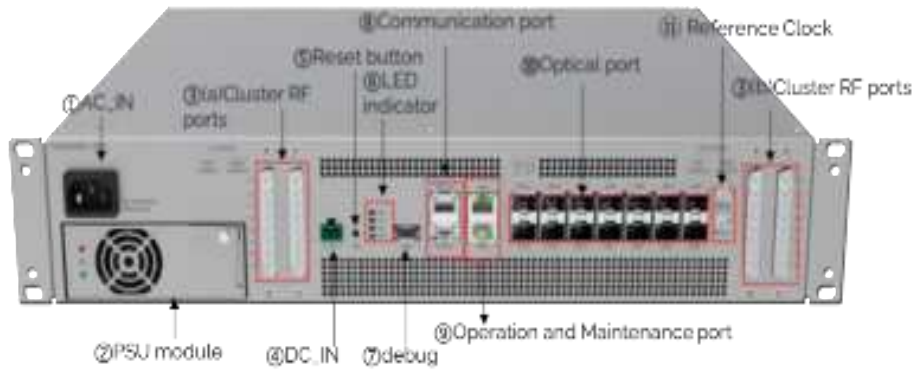 ⑧Communication port
⑪ Reference Clock
⑤Reset button
⑩Optical port
⑥LED
indicator
①AC_IN
③(a)Cluster RF
ports
③(b)Cluster RF ports
⑨Operation and Maintenance port
②PSU module
④DC_IN
⑦debug